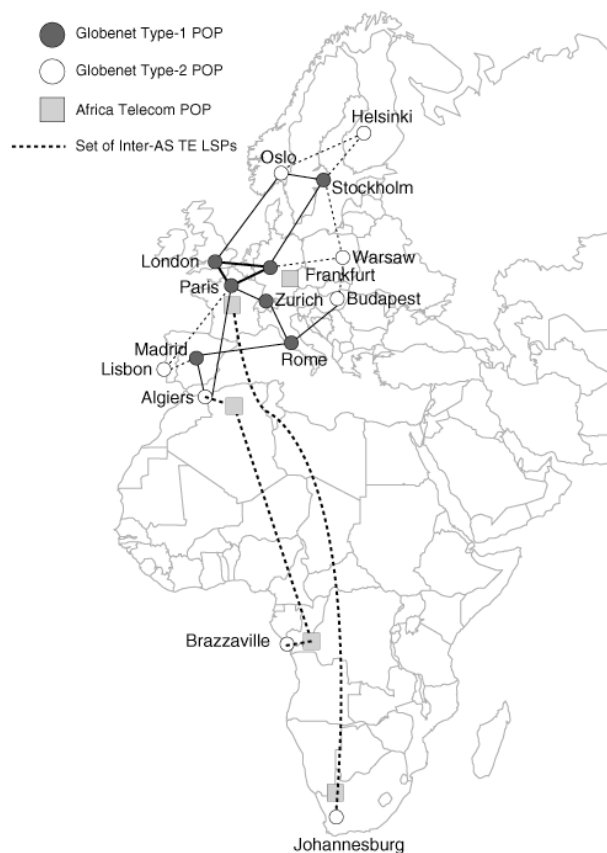 Globenet Type-1 POP
Globenet Type-2 POP
Africa Telecom POP
Set of Inter-AS TE LSPs
Helsinki
Oslo
Stockholm
London
Warsaw
Frankfurt
Paris
Zurich
Budapest
Madrid
Rome
Lisbon
Algiers
Brazzaville
Johannesburg